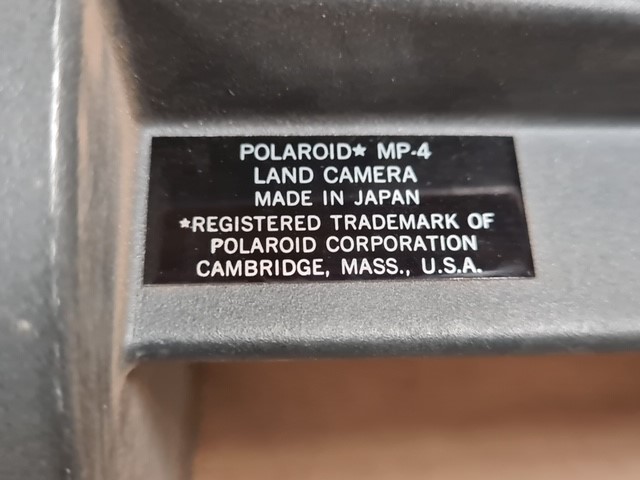 POLAROID★ MP-4
LAND CAMERA
MADE IN JAPAN
★REGISTERED TRADEMARK OF
POLAROID CORPORATION
CAMBRIDGE, MASS., U.S.A.